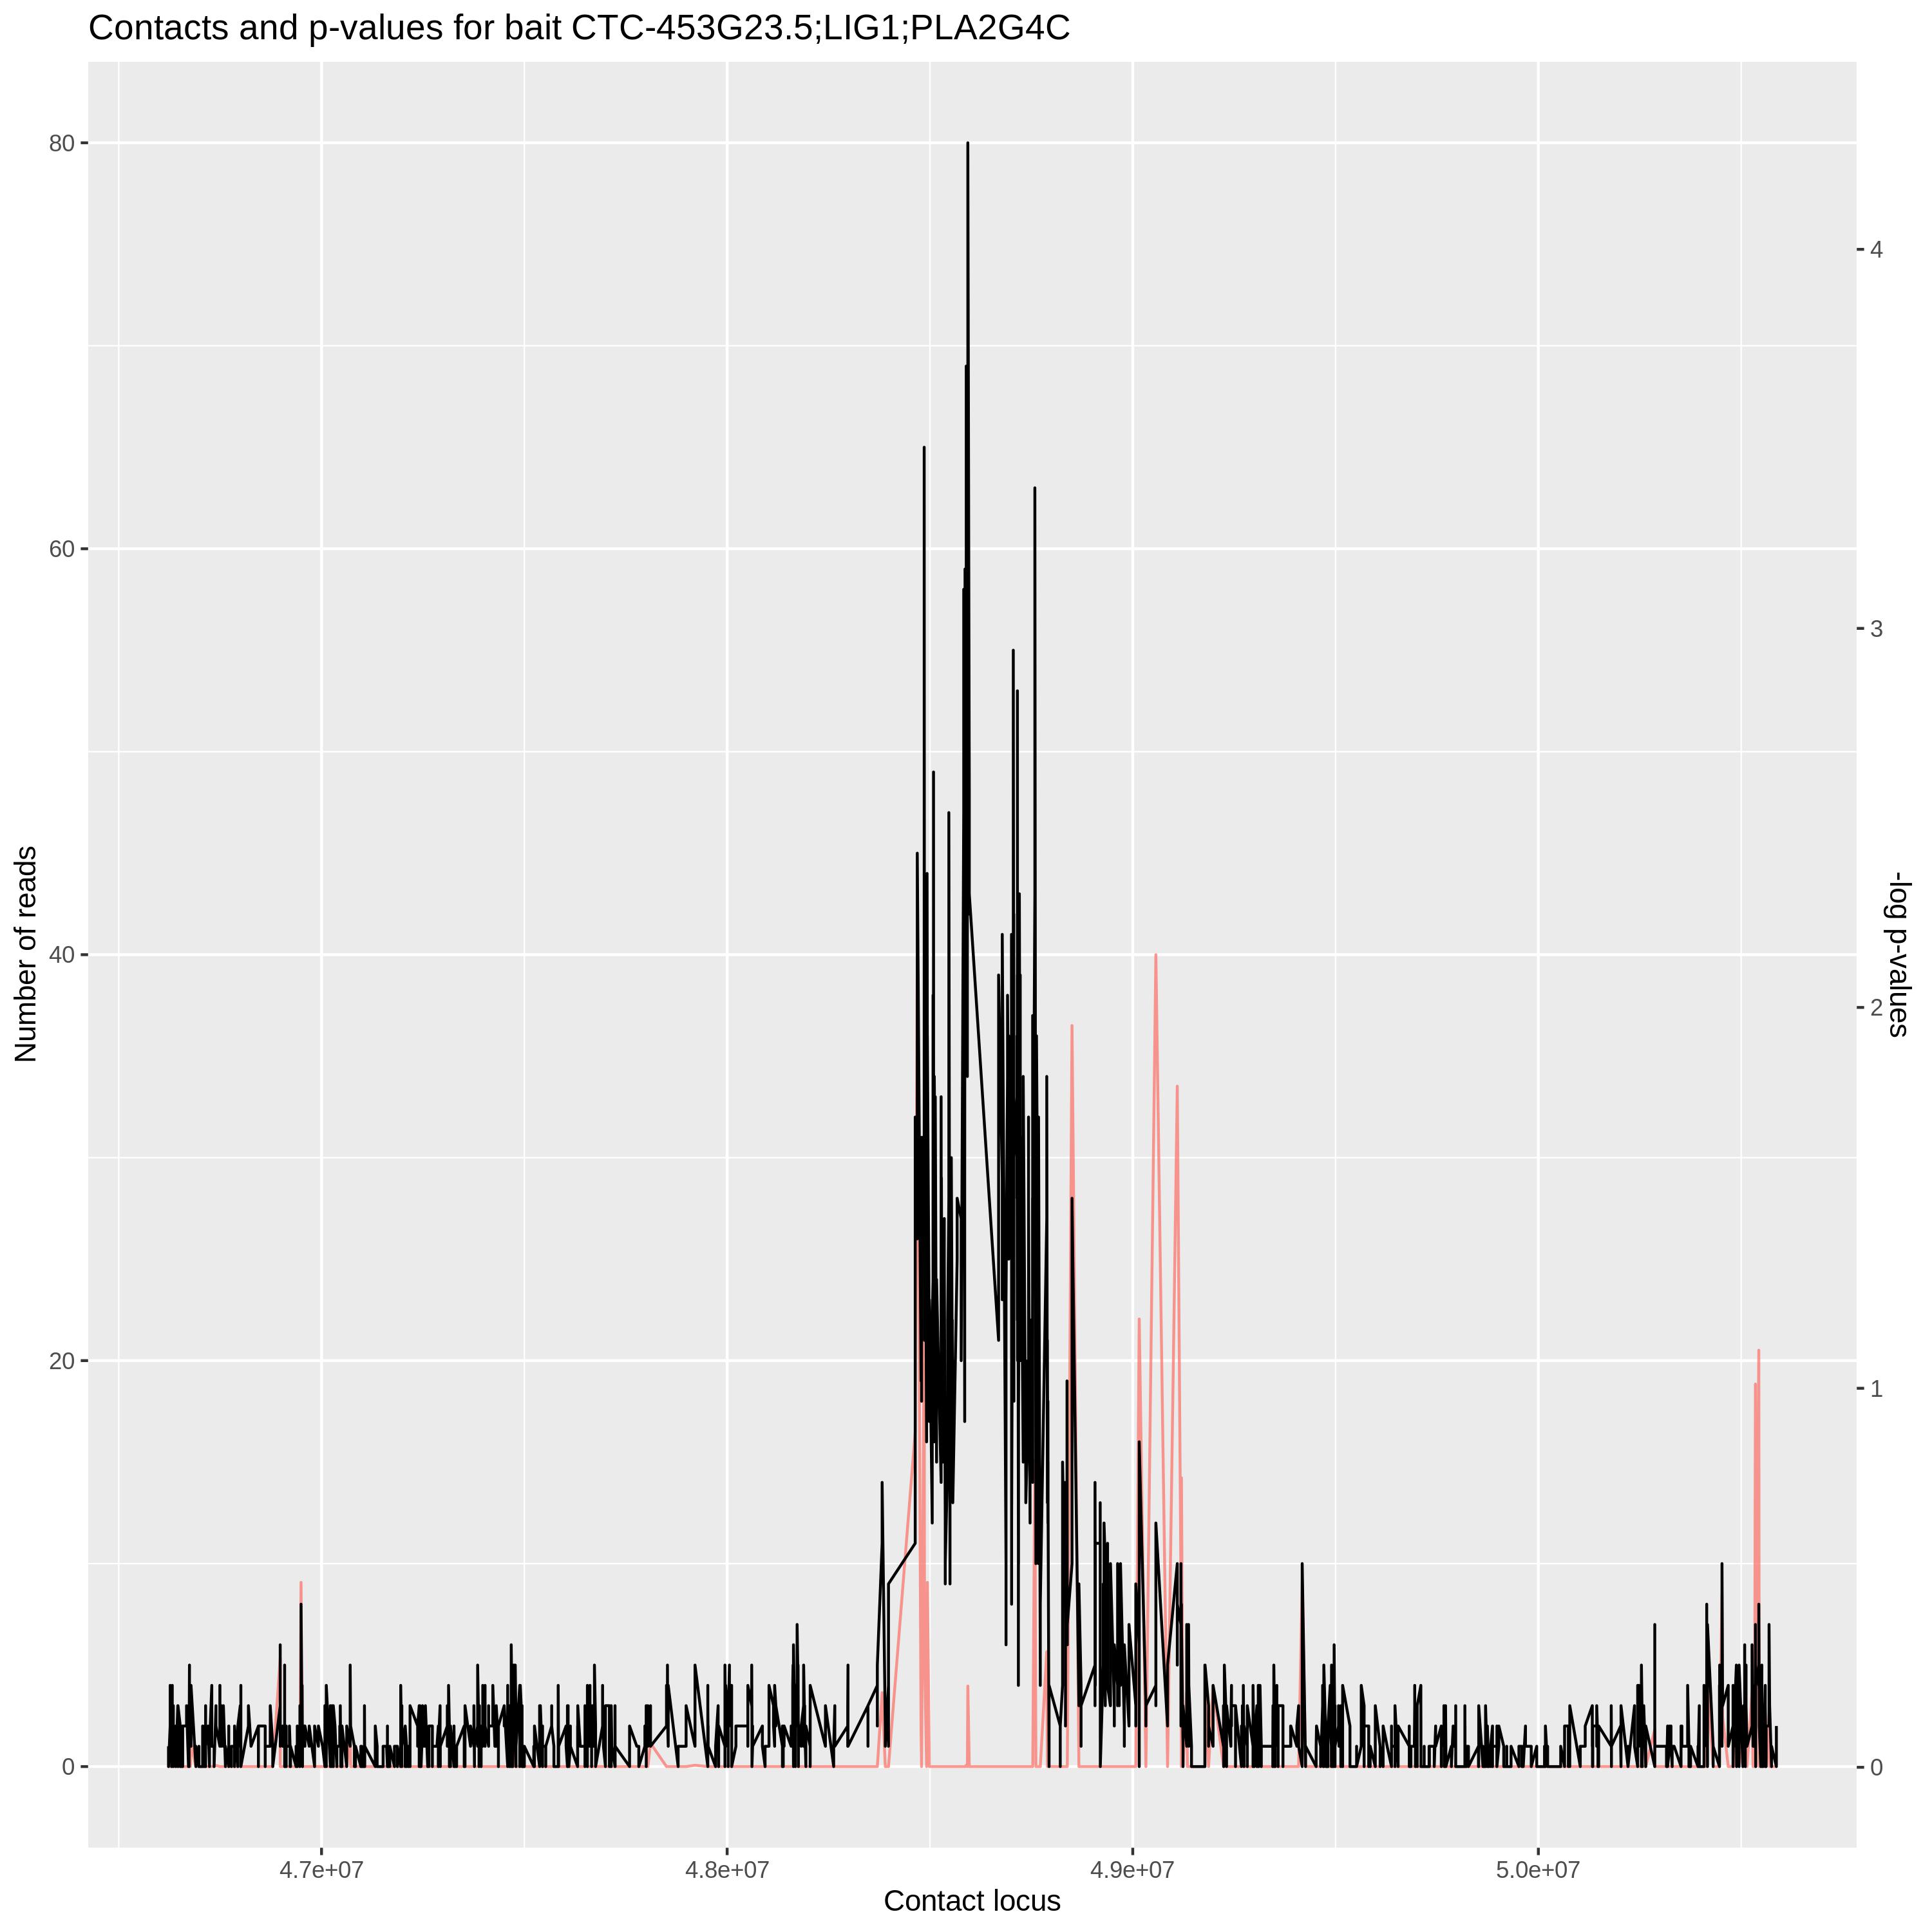 Contacts and p-values for bait CTC-453G23.5;LIG1;PLA2G4C
80
60
40
20
0
Number of reads
4
3
2
1
0
-log p-values
4.7e+07
4.8e+07
4.9e+07
5.0e+07
Contact locus